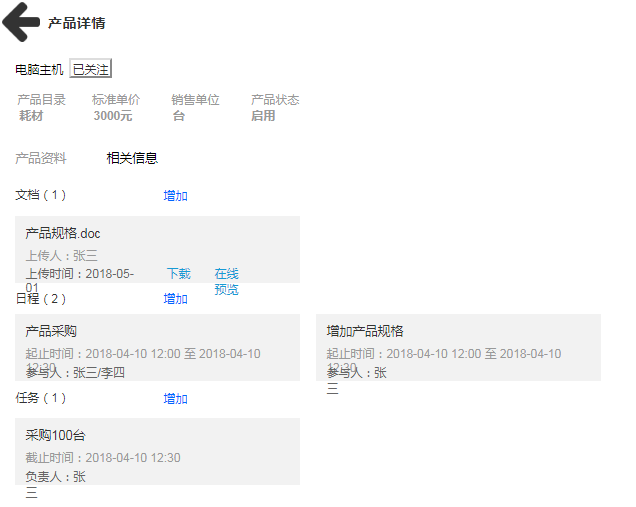 产品详情
电脑主机 已关注
产品目录 标准单价 销售单位 产品状态
耗材 3000元 台 启用
产品资料 相关信息
文档（1） 增加
产品规格.doc
上传人：张三
上传时间：2018-05-01 下载 在线预览
日程（2） 增加
产品采购
起止时间：2018-04-10 12:00 至 2018-04-10 12:30
参与人：张三/李四
增加产品规格
起止时间：2018-04-10 12:00 至 2018-04-10 12:30
参与人：张三
任务（1） 增加
采购100台
截止时间：2018-04-10 12:30
负责人：张三